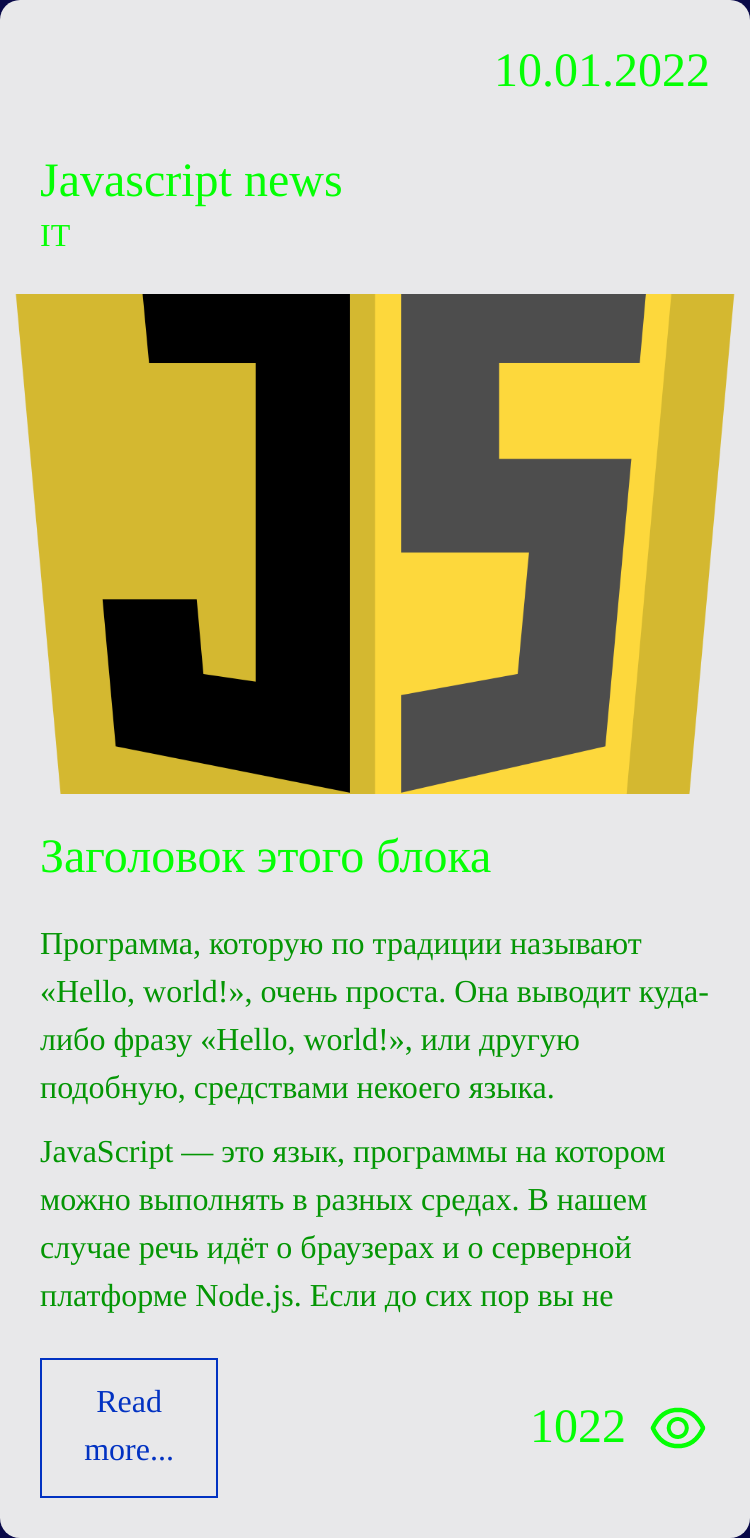 10.01.2022
Javascript news
IT
JS
Заголовок этого блока
Программа, которую по традиции называют
«Hello, world!», очень проста. Она выводит куда-
либо фразу «Hello, world!», или другую
подобную, средствами некоего языка.
JavaScript — это язык, программы на котором
можно выполнять в разных средах. В нашем
случае речь идёт о браузерах и о серверной
платформе Node.js. Если до сих пор вы не
Read
more...
1022